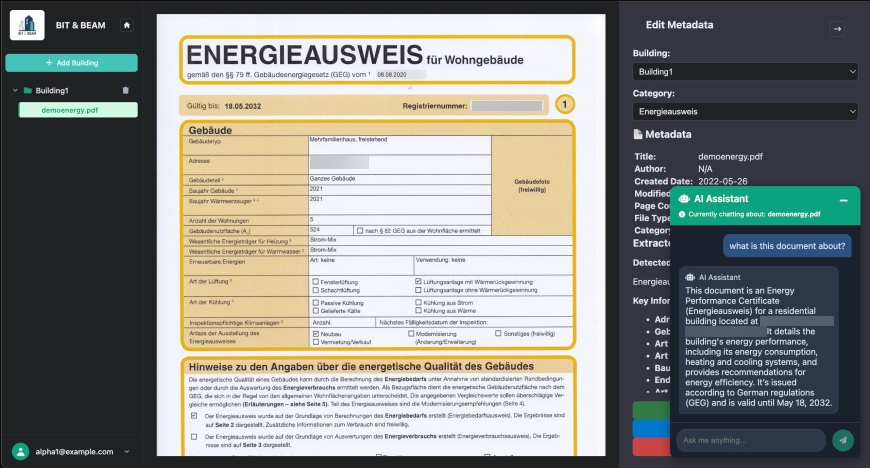 BIT & BEAM
+ Add Building
Building1
demoenergy.pdf
alpha1@example.com
ENERGIEAUSWEIS für Wohngebäude
gemäß den §§ 79 ff. Gebäudeenergiegesetz (GEG) vom ¹ 08.08.2020
Gültig bis: 18.05.2032 Registriernummer: 1
Gebäude
Gebäudetyp Mehrfamilienhaus, freistehend
Adresse
Gebäudefoto
(freiwillig)
Gebäudeteil ² Ganzes Gebäude
Baujahr Gebäude ³ 2021
Baujahr Wärmeerzeuger ³ ⁴ 2021
Anzahl der Wohnungen 5
Gebäudenutzfläche (Aₙ) 524 nach § 82 GEG aus der Wohnfläche ermittelt
Wesentliche Energieträger für Heizung ³ Strom-Mix
Wesentliche Energieträger für Warmwasser ³ Strom-Mix
Erneuerbare Energien Art: keine Verwendung: keine
Art der Lüftung ³ Fensterlüftung Lüftungsanlage mit Wärmerückgewinnung
Schachtlüftung Lüftungsanlage ohne Wärmerückgewinnung
Art der Kühlung ³ Passive Kühlung Kühlung aus Strom
Gelieferte Kälte Kühlung aus Wärme
Inspektionspflichtige Klimaanlagen ⁵ Anzahl: Nächstes Fälligkeitsdatum der Inspektion:
Anlass der Ausstellung des Neubau Modernisierung Sonstiges (freiwillig)
Energieausweises Vermietung/Verkauf (Änderung/Erweiterung)
Hinweise zu den Angaben über die energetische Qualität des Gebäudes
Die energetische Qualität eines Gebäudes kann durch die Berechnung des Energiebedarfs unter Annahme von standardisierten Randbedingun-
gen oder durch die Auswertung des Energieverbrauchs ermittelt werden. Als Bezugsfläche dient die energetische Gebäudenutzfläche nach dem
GEG, die sich in der Regel von den allgemeinen Wohnflächenangaben unterscheidet. Die angegebenen Vergleichswerte sollen überschlägige Ver-
gleiche ermöglichen (Erläuterungen – siehe Seite 5). Teil des Energieausweises sind die Modernisierungsempfehlungen (Seite 4).
Der Energieausweis wurde auf der Grundlage von Berechnungen des Energiebedarfs erstellt (Energiebedarfsausweis). Die Ergebnisse sind
auf Seite 2 dargestellt. Zusätzliche Informationen zum Verbrauch sind freiwillig.
Der Energieausweis wurde auf der Grundlage von Auswertungen des Energieverbrauchs erstellt (Energieverbrauchsausweis). Die Ergeb-
nisse sind auf Seite 3 dargestellt.
Edit Metadata
Building:
Building1
Category:
Energieausweis
Metadata
Title: demoenergy.pdf
Author: N/A
Created Date: 2022-05-26
Modified
Page Cou
File Type
Categor
Extracte
Detected
Energieau
Key Infor
Adr
Geb
Art
Art
Bau
End
Art
AI Assistant
Currently chatting about: demoenergy.pdf
what is this document about?
AI Assistant
This document is an Energy
Performance Certificate
(Energieausweis) for a residential
building located at
It details the
building's energy performance,
including its energy consumption,
heating and cooling systems, and
provides recommendations for
energy efficiency. It's issued
according to German regulations
(GEG) and is valid until May 18, 2032.
Ask me anything...